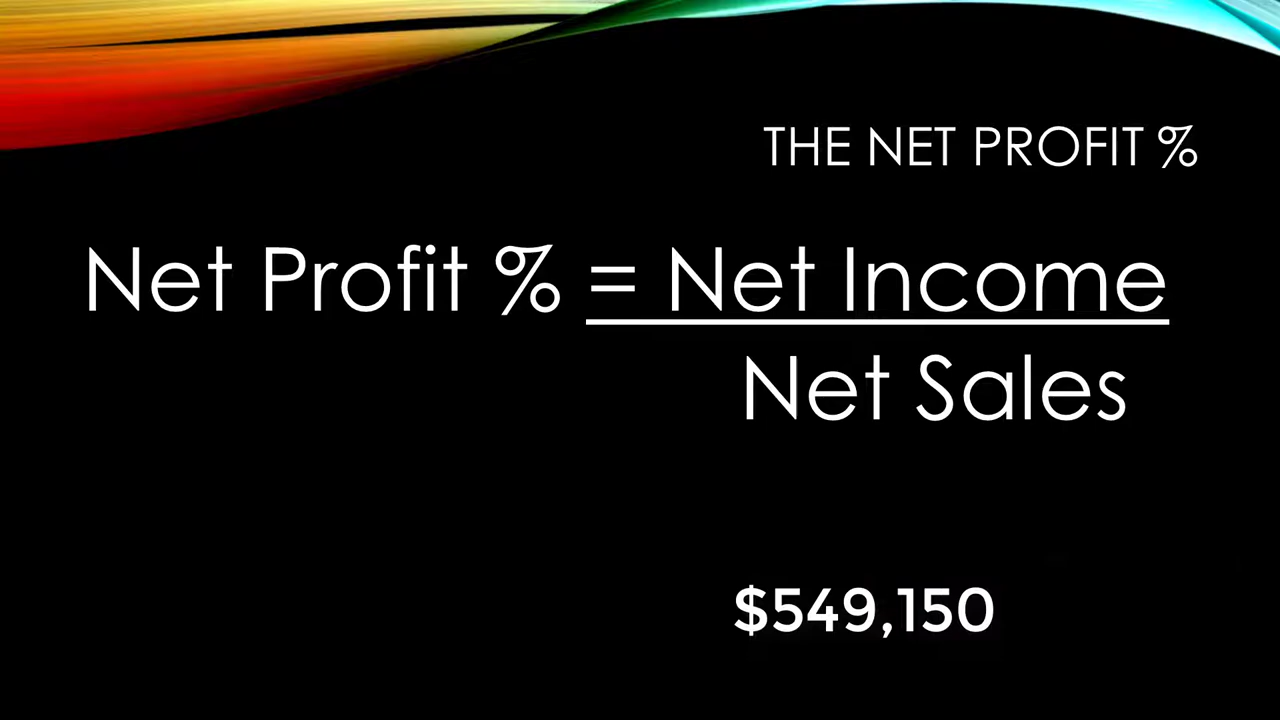 THE NET PROFIT %
Net Profit % = Net Income
Net Sales
$549,150